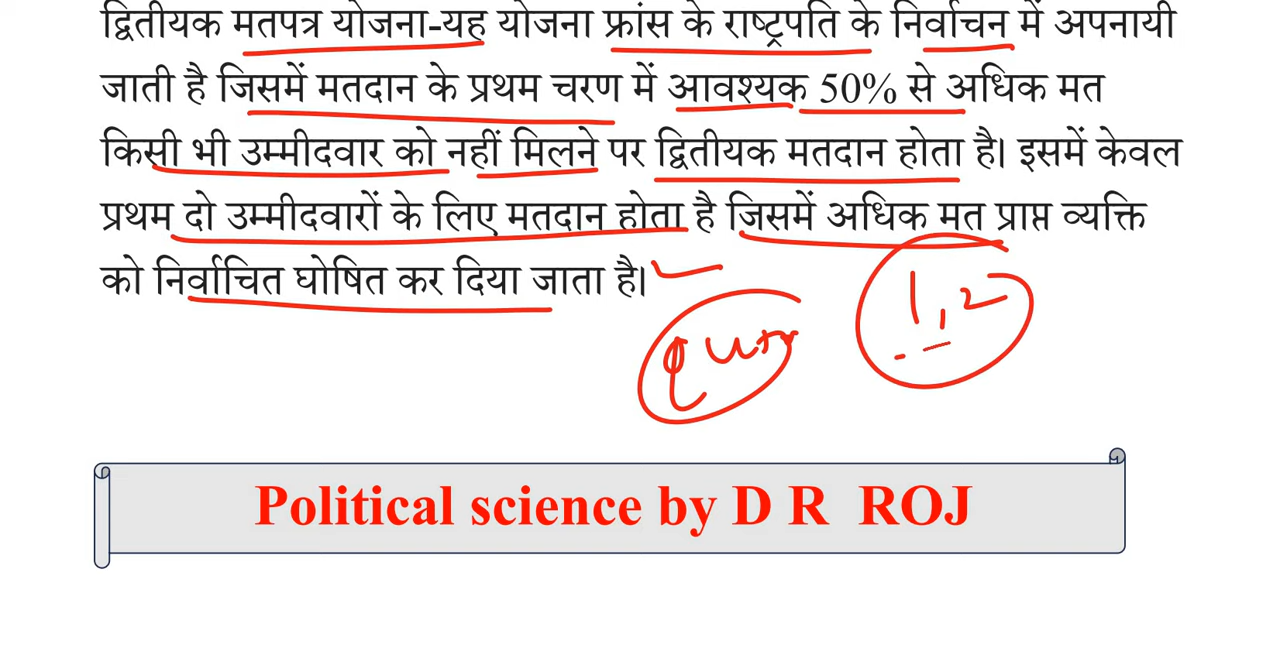 द्वितीयक मतपत्र योजना-यह योजना फ्रांस के राष्ट्रपति के निर्वाचन में अपनायी
जाती है जिसमें मतदान के प्रथम चरण में आवश्यक 50% से अधिक मत
किसी भी उम्मीदवार को नहीं मिलने पर द्वितीयक मतदान होता है। इसमें केवल
प्रथम दो उम्मीदवारों के लिए मतदान होता है जिसमें अधिक मत प्राप्त व्यक्ति
को निर्वाचित घोषित कर दिया जाता है।
1, 2
Political science by D R ROJ